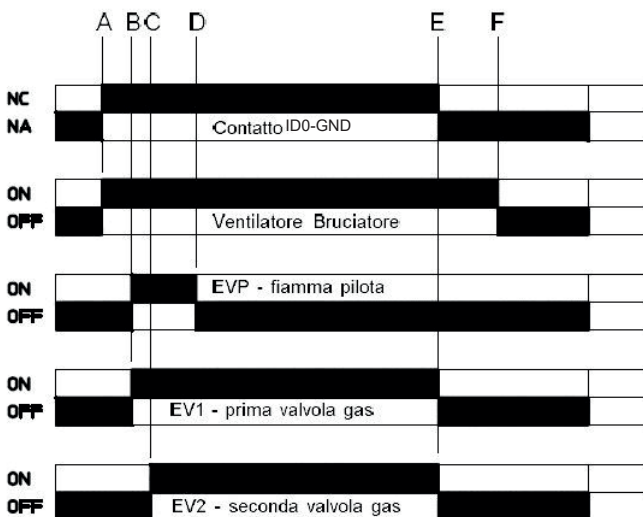 A B C D E F
NC
NA Contatto ID0-GND
ON
OFF Ventilatore Bruciatore
ON EVP - fiamma pilota
OFF
ON
OFF EV1 - prima valvola gas
ON
OFF EV2 - seconda valvola gas